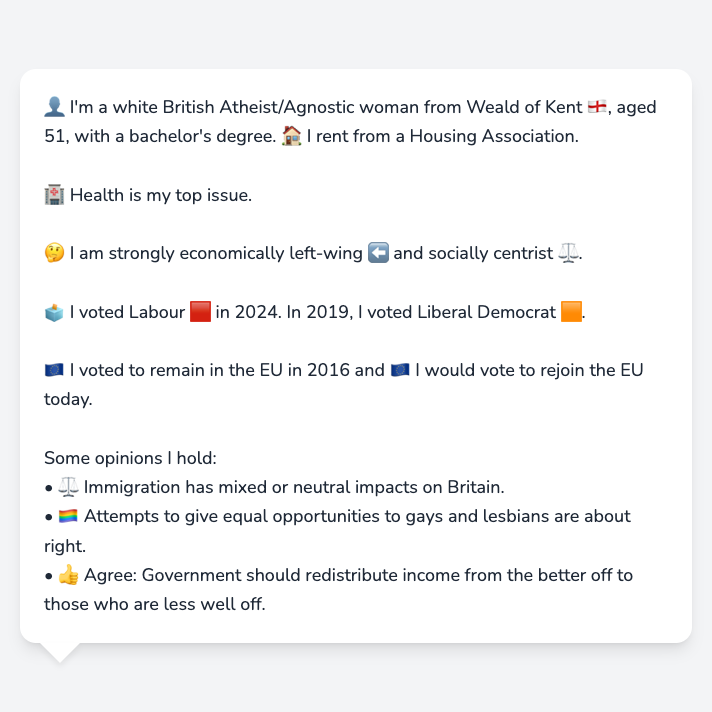 👤 I'm a white British Atheist/Agnostic woman from Weald of Kent 🏴󠁧󠁢󠁥󠁮󠁧󠁿, aged
51, with a bachelor's degree. 🏠 I rent from a Housing Association.
🏥 Health is my top issue.
🤔 I am strongly economically left-wing ⬅️ and socially centrist ⚖️.
🗳️ I voted Labour 🟥 in 2024. In 2019, I voted Liberal Democrat 🟧.
🇪🇺 I voted to remain in the EU in 2016 and 🇪🇺 I would vote to rejoin the EU
today.
Some opinions I hold:
• ⚖️ Immigration has mixed or neutral impacts on Britain.
• 🏳️‍🌈 Attempts to give equal opportunities to gays and lesbians are about
right.
• 👍 Agree: Government should redistribute income from the better off to
those who are less well off.